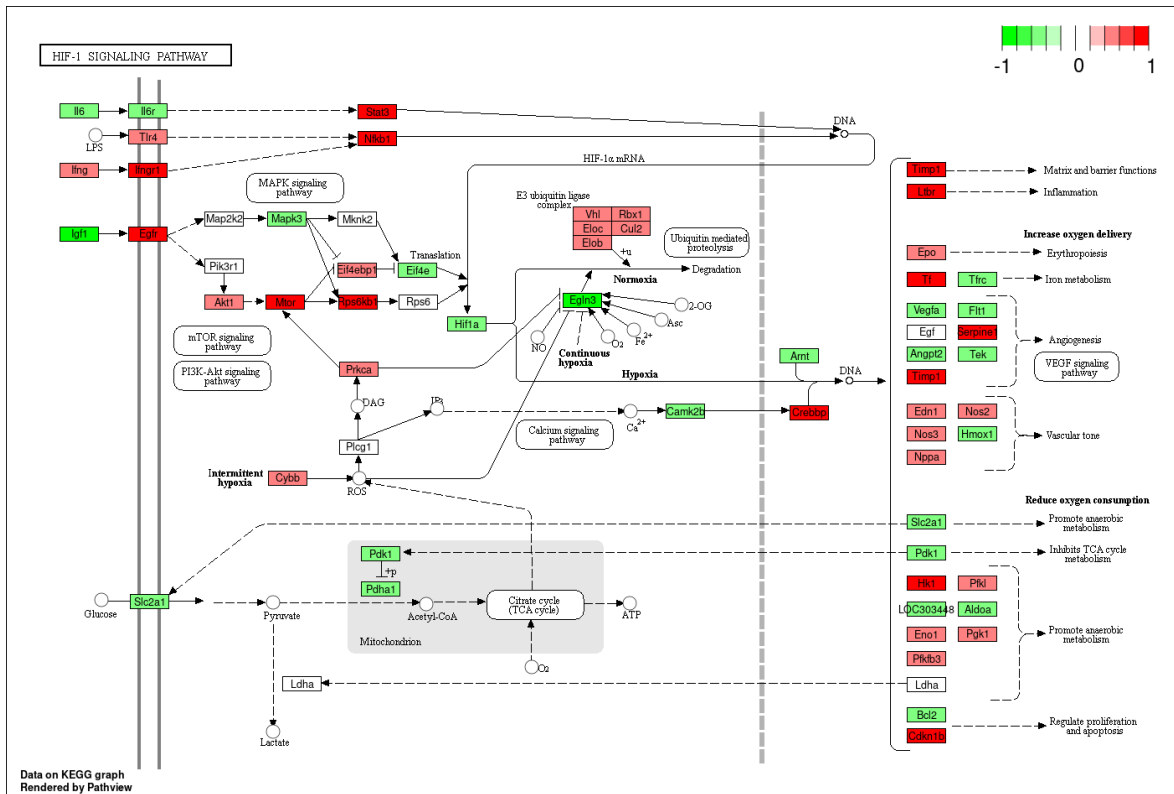 HIF-1 SIGNALING PATHWAY
-1 0 1
Il6 Il6r Stat3
LPS Tlr4 Nfkb1 DNA
Ifng Ifngr1
HIF-1α mRNA
MAPK signaling
pathway
E3 ubiquitin ligase
complex
Vhl Rbx1
Eloc Cul2
Elob
+u
Ubiquitin mediated
proteolysis
Igf1 Egfr Map2k2 Mapk3 Mknk2
Translation
Pik3r1 Eif4ebp1 Eif4e
Normoxia
Degradation
Akt1 Mtor Rps6kb1 Rps6
Hif1a
Egln3
2-OG
Asc
Fe2+
O2
NO
Continuous
hypoxia
mTOR signaling
pathway
PI3K-Akt signaling
pathway
Prkca
Hypoxia
Arnt
DNA
DAG IP3
Ca2+
Camk2b Crebbp
Calcium signaling
pathway
Plcg1
Intermittent
hypoxia
Cybb
ROS
Timp1 Matrix and barrier functions
Ltbr Inflammation
Increase oxygen delivery
Epo Erythropoiesis
Tf Tfrc Iron metabolism
Vegfa Flt1
Egf Serpine Angiogenesis
Angpt2 Tek
VEGF signaling
pathway
Timp1
Edn1 Nos2
Nos3 Hmox1 Vascular tone
Nppa
Reduce oxygen consumption
Slc2a1 Promote anaerobic
metabolism
Pdk1 Inhibits TCA cycle
metabolism
Hk1 Pfkl
LOC303448 Aldoa
Eno1 Pgk1 Promote anaerobic
metabolism
Pfkfb3
Ldha
Bcl2
Cdkn1b
Regulate proliferation
and apoptosis
Pdk1
+p
Pdha1
Glucose Slc2a1 Pyruvate Acetyl-CoA
Citrate cycle
(TCA cycle)
ATP
Mitochondrion
O2
Ldha
Lactate
Data on KEGG graph
Rendered by Pathview